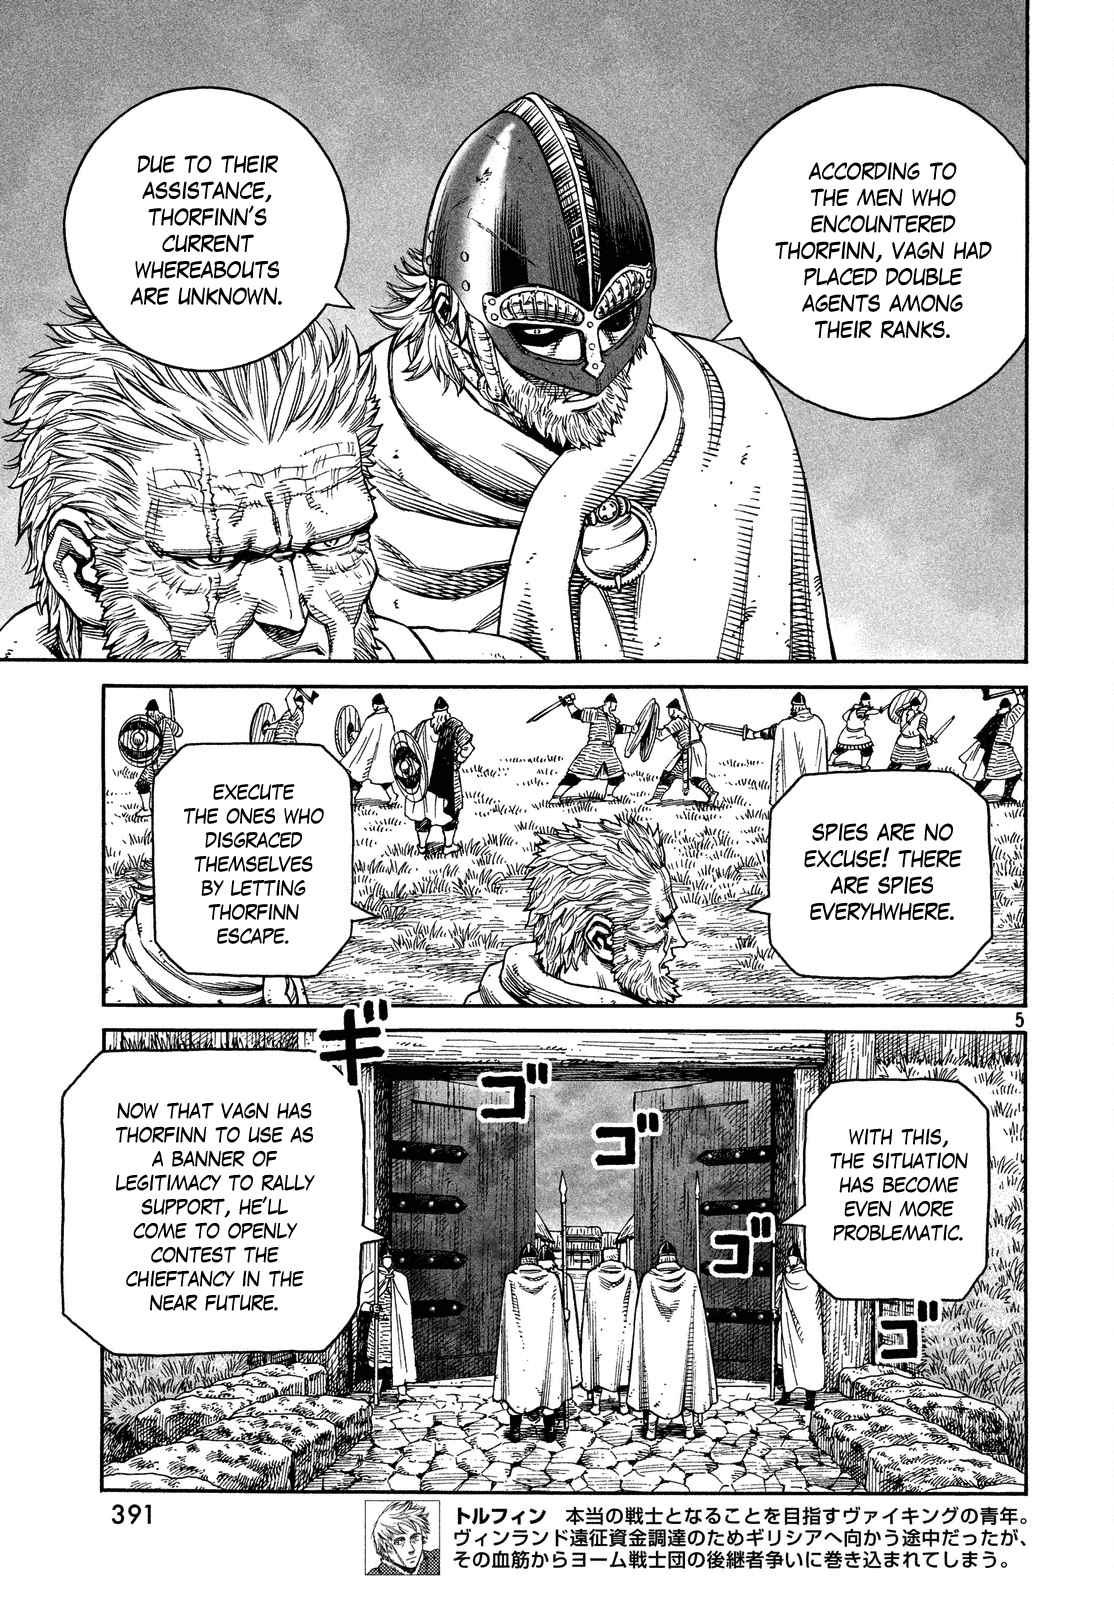 ACCORDING TO
THE MEN WHO
ENCOUNTERED
THORFINN, VAGN HAD
PLACED DOUBLE
AGENTS AMONG
THEIR RANKS.
DUE TO THEIR
ASSISTANCE,
THORFINN'S
CURRENT
WHEREABOUTS
ARE UNKNOWN.
SPIES ARE NO
EXCUSE! THERE
ARE SPIES
EVERYHWHERE.
EXECUTE
THE ONES WHO
DISGRACED
THEMSELVES
BY LETTING
THORFINN
ESCAPE.
5
WITH THIS,
THE SITUATION
HAS BECOME
EVEN MORE
PROBLEMATIC.
ギ
ゴ
ゴ
ゴ
ゴ
NOW THAT VAGN HAS
THORFINN TO USE AS
A BANNER OF
LEGITIMACY TO RALLY
SUPPORT, HE'LL
COME TO OPENLY
CONTEST THE
CHIEFTANCY IN THE
NEAR FUTURE.
391
トルフィン 本当の戦士となることを目指すヴァイキングの青年。
ヴィンランド遠征資金調達のためギリシアへ向かう途中だったが、
その血筋からヨーム戦士団の後継者争いに巻き込まれてしまう。